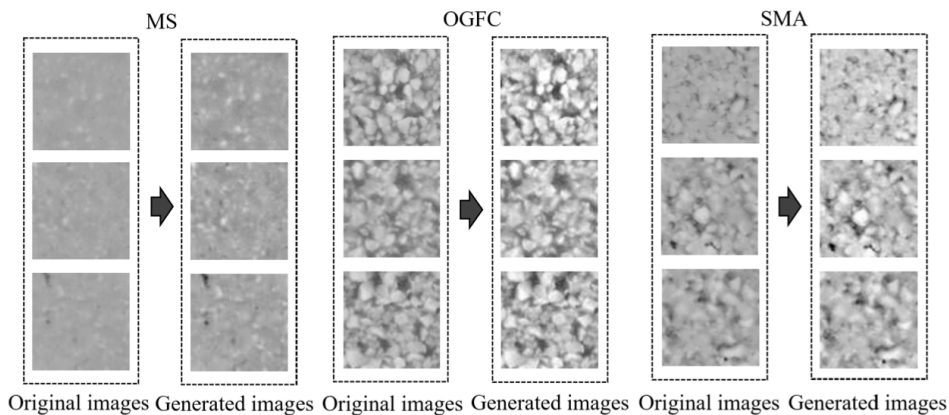 MS
OGFC
SMA
Original images
Generated images
Original images
Generated images
Original images
Generated images